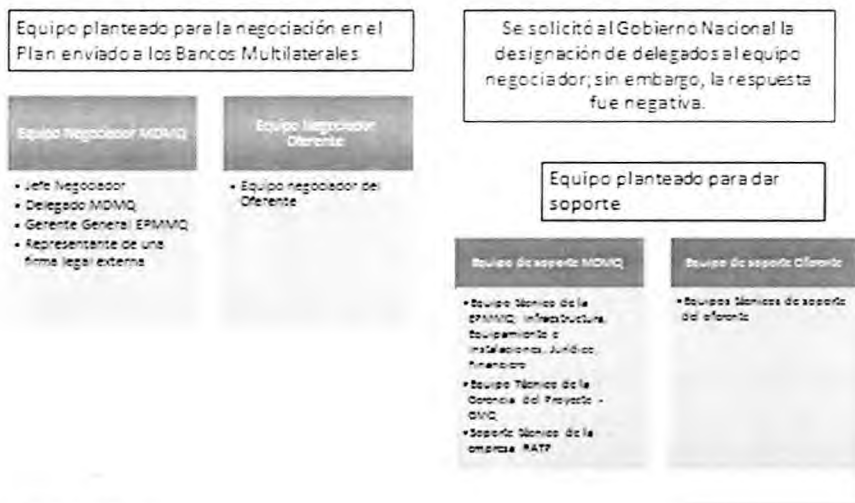 Equipo planteado para la negociación en el
Plan enviado a los Bancos Multilaterales
Se solicitó al Gobierno Nacional la
designación de delegados al equipo
negociador; sin embargo, la respuesta
fue negativa.
Equipo Negociador MDMQ
• Jefe Negociador
• Delegado MDMQ
• Gerente General EPMMQ
• Representante de una
firma legal externa
Equipo Negociador
Oferente
• Equipo negociador del
Oferente
Equipo planteado para dar
soporte
Equipo de soporte MDMQ
• Equipo técnico de la
EPMMQ: Infraestructura,
Equipamiento e
Instalaciones, Jurídico,
Financiero
• Equipo Técnico de la
Gerencia del Proyecto -
GMQ
• Soporte técnico de la
empresa RATP
Equipo de soporte Oferente
• Equipos técnicos de soporte
del oferente